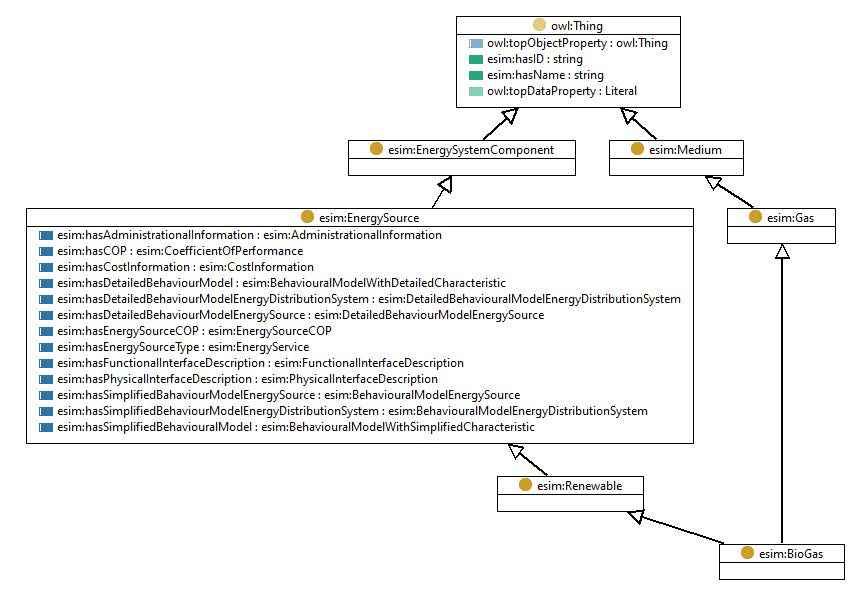 owl:Thing
owl:topObjectProperty : owl:Thing
esim:hasID : string
esim:hasName : string
owl:topDataProperty : Literal
esim:EnergySystemComponent
esim:Medium
esim:EnergySource
esim:Gas
esim:hasAdministrationalInformation : esim:AdministrationalInformation
esim:hasCOP : esim:CoefficientOfPerformance
esim:hasCostInformation : esim:CostInformation
esim:hasDetailedBehaviourModel : esim:BehaviouralModelWithDetailedCharacteristic
esim:hasDetailedBehaviourModelEnergyDistributionSystem : esim:DetailedBehaviouralModelEnergyDistributionSystem
esim:hasDetailedBehaviourModelEnergySource : esim:DetailedBehaviourModelEnergySource
esim:hasEnergySourceCOP : esim:EnergySourceCOP
esim:hasEnergySourceType : esim:EnergyService
esim:hasFunctionalInterfaceDescription : esim:FunctionalInterfaceDescription
esim:hasPhysicalInterfaceDescription : esim:PhysicalInterfaceDescription
esim:hasSimplifiedBahaviourModelEnergySource : esim:BehaviouralModelEnergySource
esim:hasSimplifiedBehaviourModelEnergyDistributionSystem : esim:BehaviouralModelEnergyDistributionSystem
esim:hasSimplifiedBehaviouralModel : esim:BehaviouralModelWithSimplifiedCharacteristic
esim:Renewable
esim:BioGas